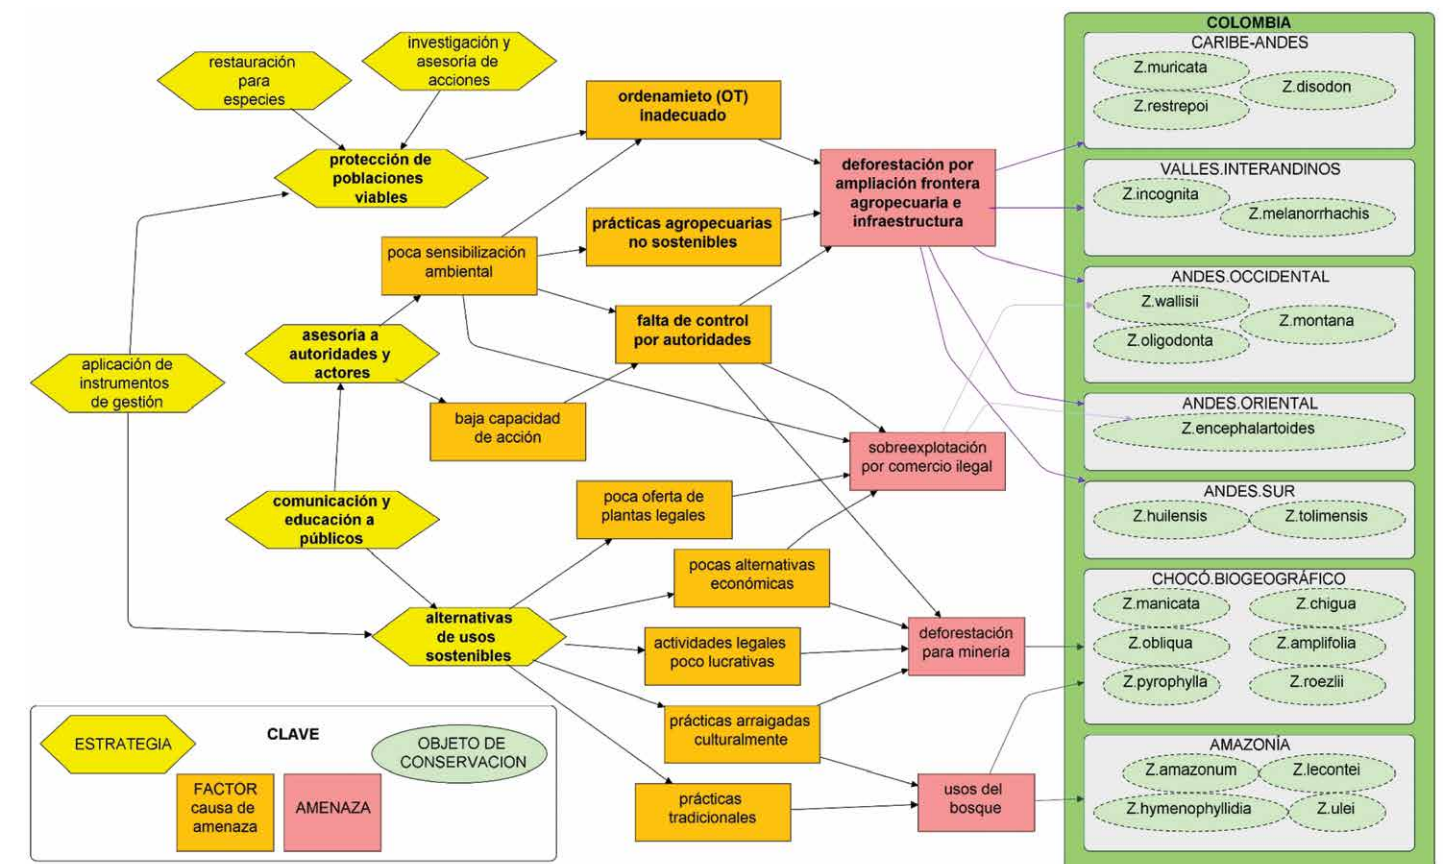 restauración
para
especies
investigación y
asesoría de
acciones
protección de
poblaciones
viables
aplicación de
instrumentos
de gestión
asesoría a
autoridades y
actores
comunicación y
educación a
públicos
alternativas
de usos
sostenibles
ordenamieto (OT)
inadecuado
prácticas agropecuarias
no sostenibles
poca sensibilización
ambiental
falta de control
por autoridades
baja capacidad
de acción
poca oferta de
plantas legales
pocas alternativas
económicas
actividades legales
poco lucrativas
prácticas arraigadas
culturalmente
prácticas
tradicionales
deforestación por
ampliación frontera
agropecuaria e
infraestructura
sobreexplotación
por comercio ilegal
deforestación
para minería
usos del
bosque
COLOMBIA
CARIBE-ANDES
Z.muricata
Z.disodon
Z.restrepoi
VALLES.INTERANDINOS
Z.incognita
Z.melanorrhachis
ANDES.OCCIDENTAL
Z.wallisii
Z.montana
Z.oligodonta
ANDES.ORIENTAL
Z.encephalartoides
ANDES.SUR
Z.huilensis
Z.tolimensis
CHOCÓ.BIOGEOGRÁFICO
Z.manicata
Z.chigua
Z.obliqua
Z.amplifolia
Z.pyrophylla
Z.roezlii
AMAZONÍA
Z.amazonum
Z.lecontei
Z.hymenophyllidia
Z.ulei
CLAVE
ESTRATEGIA
OBJETO DE
CONSERVACION
FACTOR
causa de
amenaza
AMENAZA